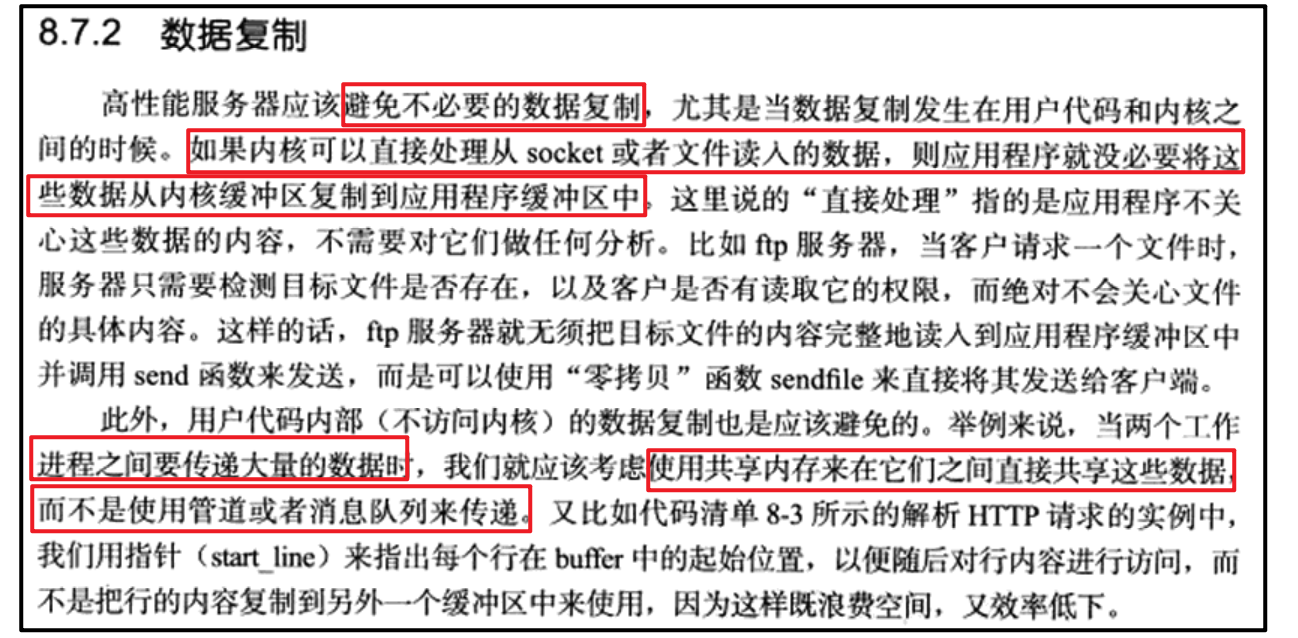 8.7.2 数据复制
高性能服务器应该避免不必要的数据复制，尤其是当数据复制发生在用户代码和内核之
间的时候。如果内核可以直接处理从 socket 或者文件读入的数据，则应用程序就没必要将这
些数据从内核缓冲区复制到应用程序缓冲区中。这里说的“直接处理”指的是应用程序不关
心这些数据的内容，不需要对它们做任何分析。比如 ftp 服务器，当客户请求一个文件时，
服务器只需要检测目标文件是否存在，以及客户是否有读取它的权限，而绝对不会关心文件
的具体内容。这样的话，ftp 服务器就无须把目标文件的内容完整地读入到应用程序缓冲区中
并调用 send 函数来发送，而是可以使用“零拷贝”函数 sendfile 来直接将其发送给客户端。
此外，用户代码内部（不访问内核）的数据复制也是应该避免的。举例来说，当两个工作
进程之间要传递大量的数据时，我们就应该考虑使用共享内存来在它们之间直接共享这些数据，
而不是使用管道或者消息队列来传递。又比如代码清单 8-3 所示的解析 HTTP 请求的实例中，
我们用指针（start_line）来指出每个行在 buffer 中的起始位置，以便随后对行内容进行访问，而
不是把行的内容复制到另外一个缓冲区中来使用，因为这样既浪费空间，又效率低下。